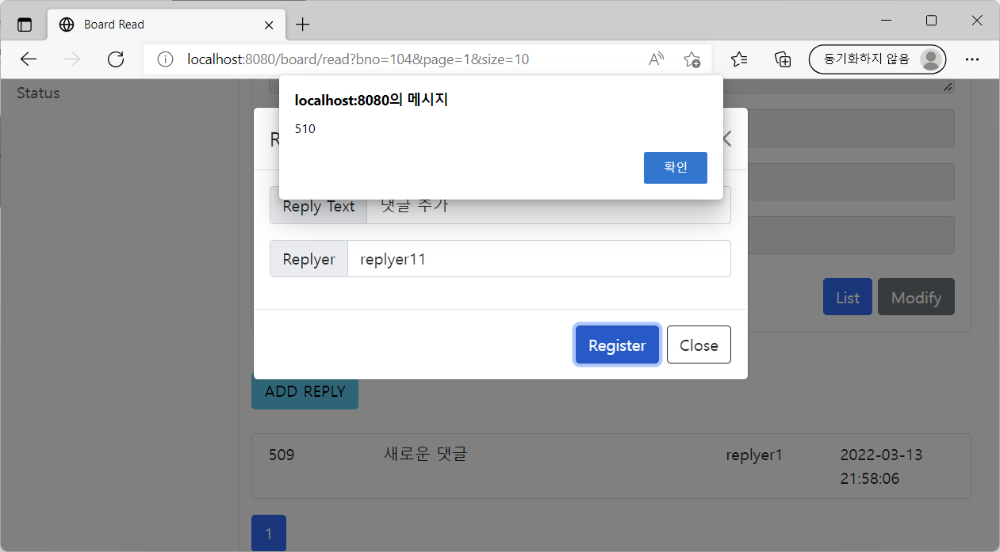 Board Read
localhost:8080/board/read?bno=104&page=1&size=10
동기화하지 않음
Status
localhost:8080의 메시지
510
확인
R
Reply Text 댓글 추가
Replyer replyer11
List Modify
Register Close
ADD REPLY
509 새로운 댓글 replyer1 2022-03-13
21:58:06
1